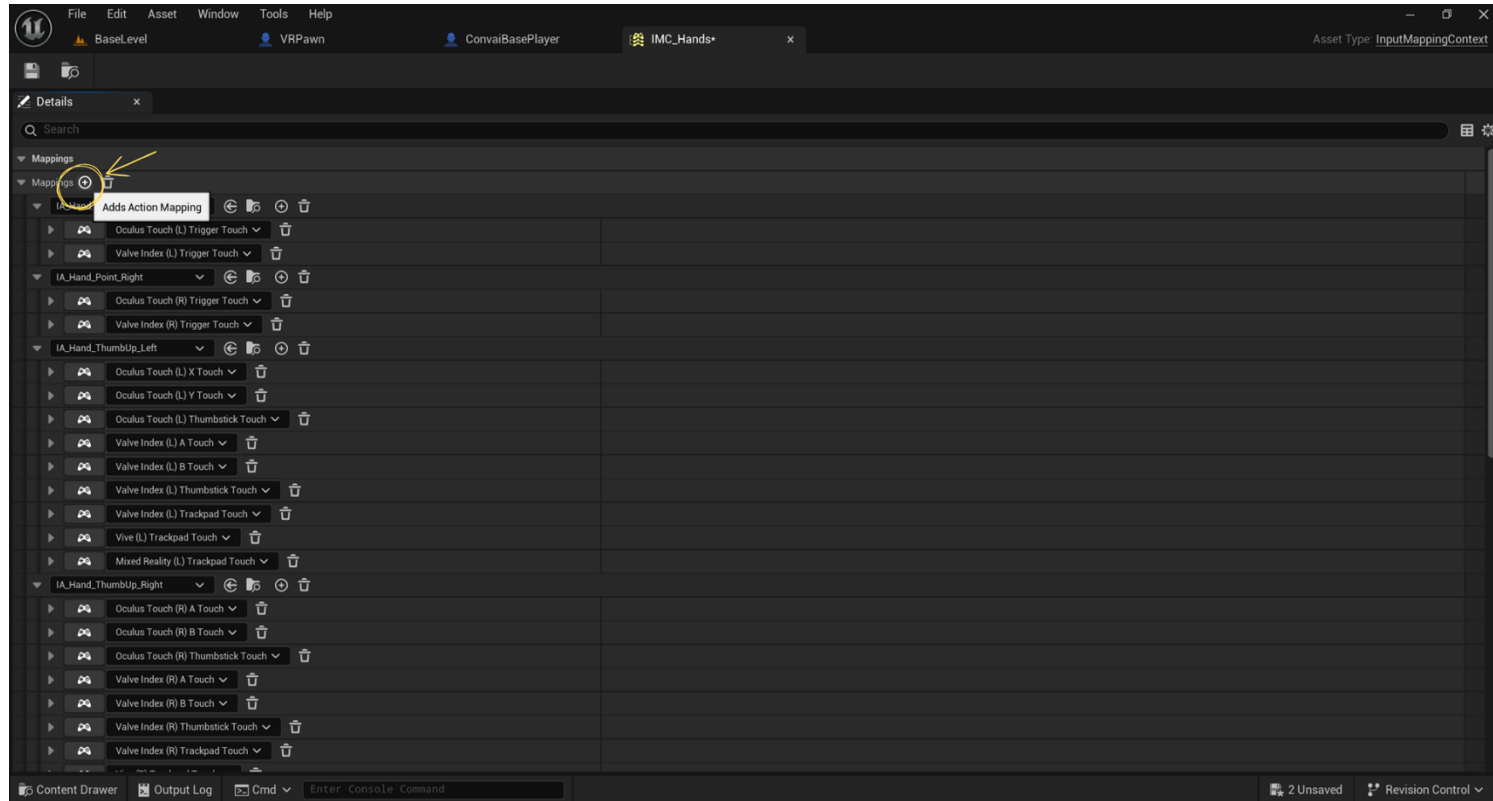 File Edit Asset Window Tools Help
BaseLevel VRPawn ConvaiBasePlayer IMC_Hands* Asset Type: InputMappingContext
Details
Search
Mappings
Mappings
Adds Action Mapping
Oculus Touch (L) Trigger Touch
Valve Index (L) Trigger Touch
IA_Hand_Point_Right
Oculus Touch (R) Trigger Touch
Valve Index (R) Trigger Touch
IA_Hand_ThumbUp_Left
Oculus Touch (L) X Touch
Oculus Touch (L) Y Touch
Oculus Touch (L) Thumbstick Touch
Valve Index (L) A Touch
Valve Index (L) B Touch
Valve Index (L) Thumbstick Touch
Valve Index (L) Trackpad Touch
Vive (L) Trackpad Touch
Mixed Reality (L) Trackpad Touch
IA_Hand_ThumbUp_Right
Oculus Touch (R) A Touch
Oculus Touch (R) B Touch
Oculus Touch (R) Thumbstick Touch
Valve Index (R) A Touch
Valve Index (R) B Touch
Valve Index (R) Thumbstick Touch
Valve Index (R) Trackpad Touch
Content Drawer Output Log Cmd Enter Console Command 2 Unsaved Revision Control